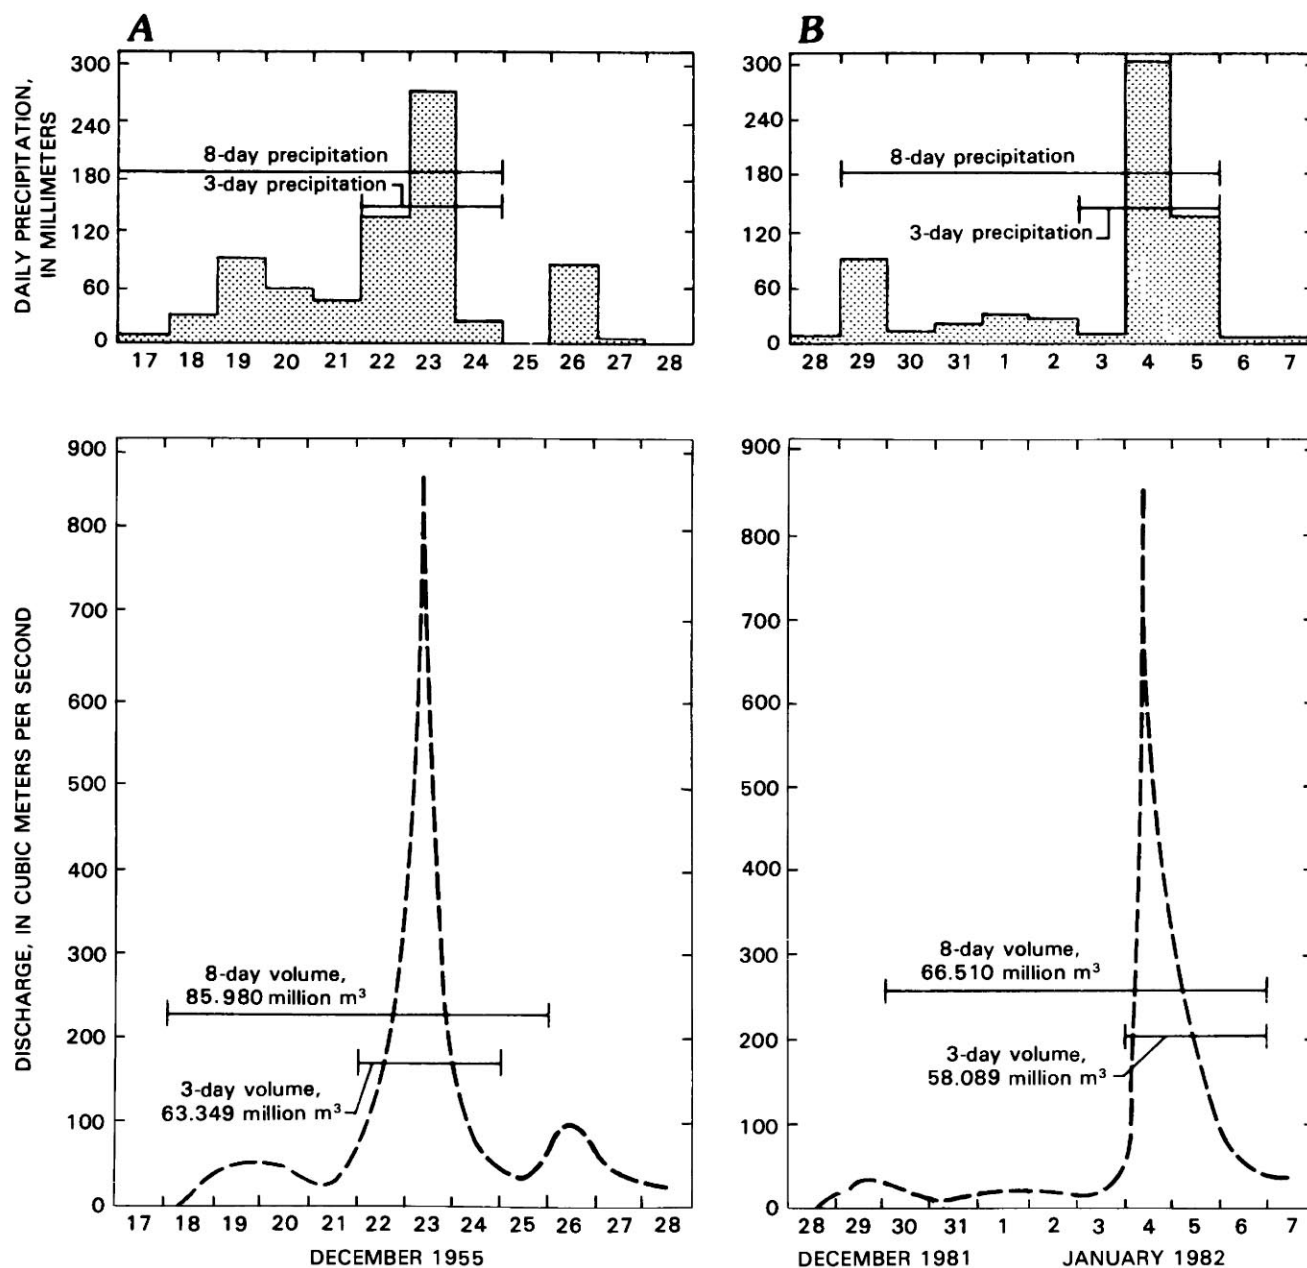 A
B
DAILY PRECIPITATION,
IN MILLIMETERS
300
240
180
120
60
0
8-day precipitation
3-day precipitation
17 18 19 20 21 22 23 24 25 26 27 28
300
240
180
120
60
0
8-day precipitation
3-day precipitation
28 29 30 31 1 2 3 4 5 6 7
DISCHARGE, IN CUBIC METERS PER SECOND
900
800
700
600
500
400
300
200
100
0
8-day volume,
85.980 million m³
3-day volume,
63.349 million m³
17 18 19 20 21 22 23 24 25 26 27 28
DECEMBER 1955
900
800
700
600
500
400
300
200
100
0
8-day volume,
66.510 million m³
3-day volume,
58.089 million m³
28 29 30 31 1 2 3 4 5 6 7
DECEMBER 1981 JANUARY 1982